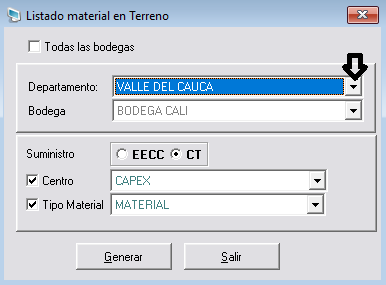 Listado material en Terreno
Todas las bodegas
Departamento: VALLE DEL CAUCA
Bodega BODEGA CALI
Suministro EECC CT
Centro CAPEX
Tipo Material MATERIAL
Generar Salir